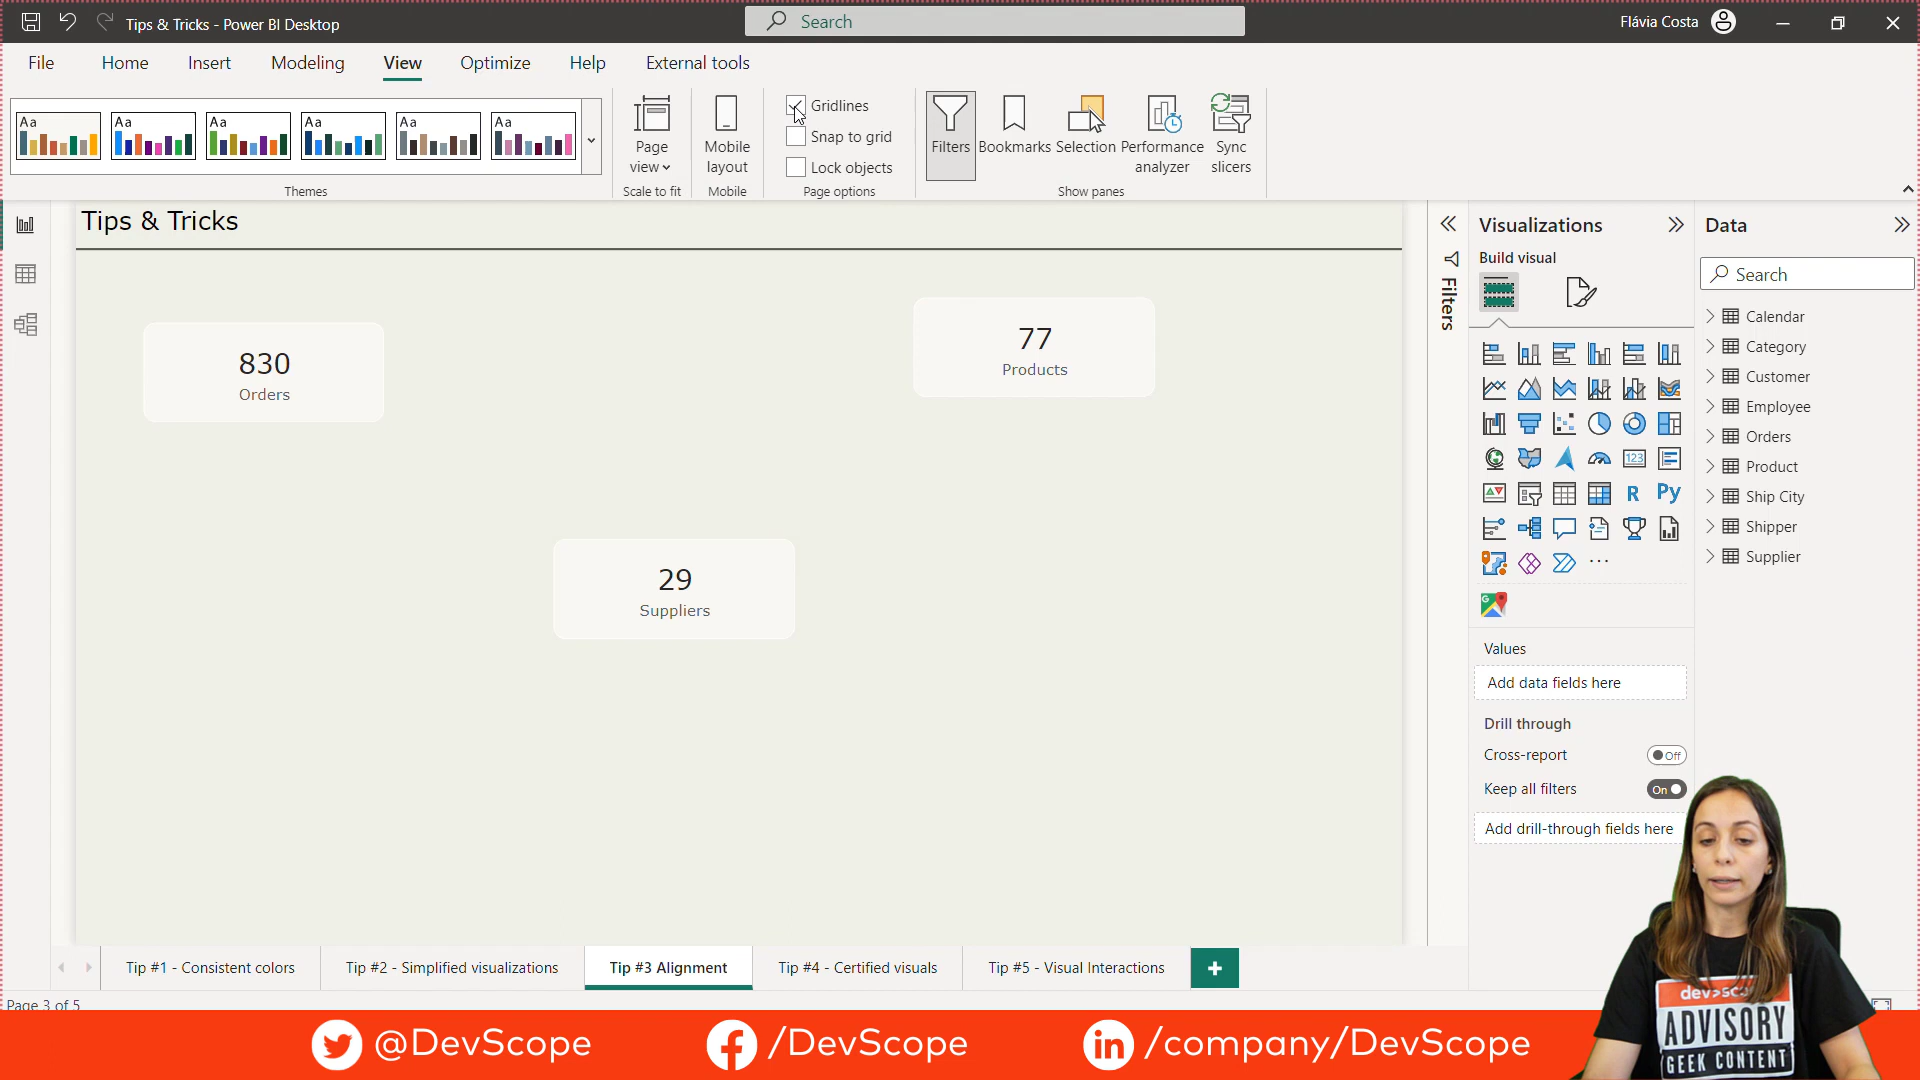 Tips & Tricks - Power BI Desktop
Search
Flávia Costa
File
Home
Insert
Modeling
View
Optimize
Help
External tools
Aa
Aa
Aa
Aa
Aa
Aa
Themes
Page
view
Scale to fit
Mobile
layout
Mobile
Gridlines
Snap to grid
Lock objects
Page options
Filters
Bookmarks
Selection
Performance
analyzer
Sync
slicers
Show panes
Tips & Tricks
830
Orders
77
Products
29
Suppliers
Filters
Visualizations
Build visual
123
R
Py
Values
Add data fields here
Drill through
Cross-report
Off
Keep all filters
On
Add drill-through fields here
Data
Search
Calendar
Category
Customer
Employee
Orders
Product
Ship City
Shipper
Supplier
Tip #1 - Consistent colors
Tip #2 - Simplified visualizations
Tip #3 Alignment
Tip #4 - Certified visuals
Tip #5 - Visual Interactions
Page 3 of 5
@DevScope
/DevScope
/company/DevScope
ADVISORY
GEEK CONTENT